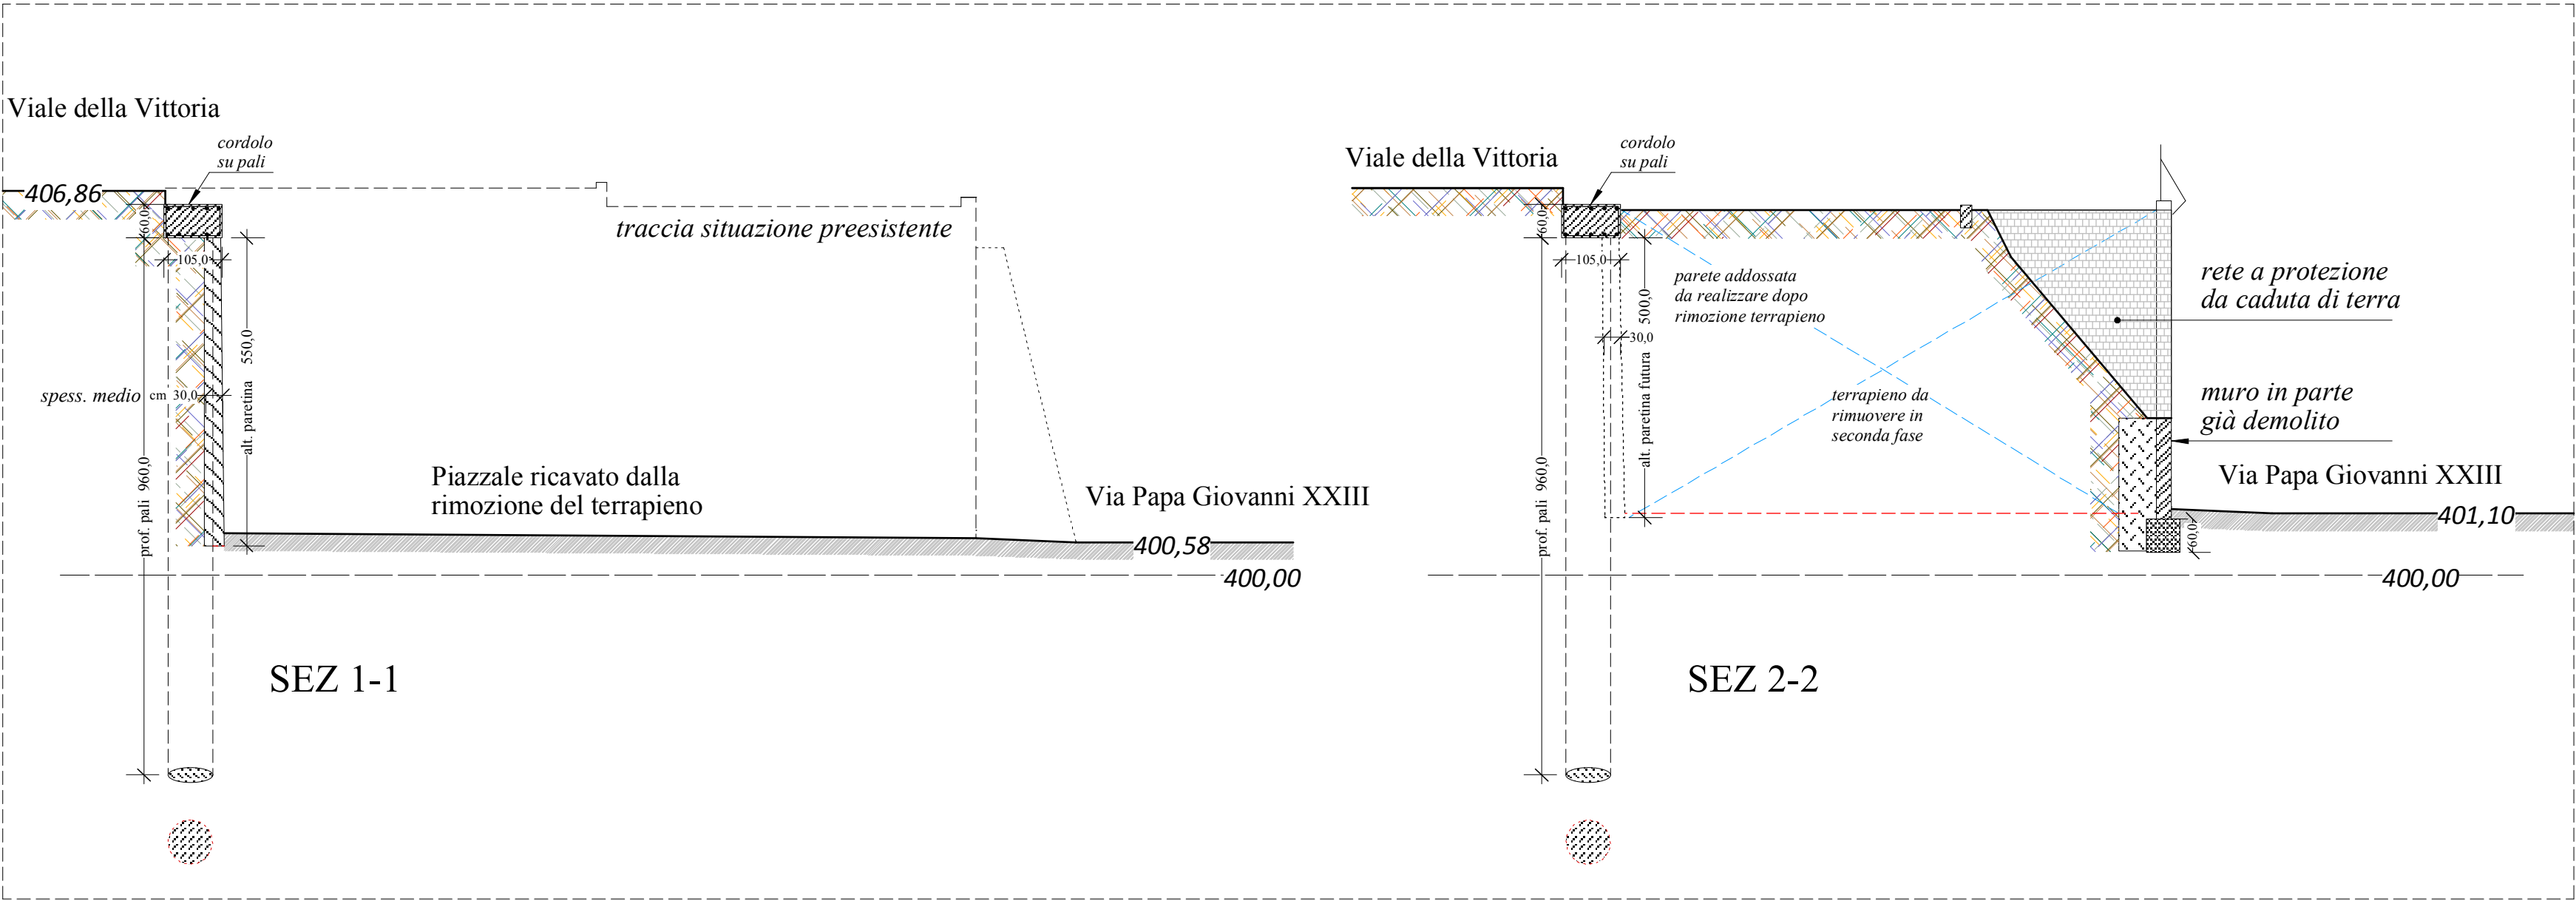 Viale della Vittoria
cordolo
su pali
406,86
60,0
105,0
traccia situazione preesistente
alt. paretina 550,0
spess. medio cm 30,0
prof. pali 960,0
Piazzale ricavato dalla
rimozione del terrapieno
Via Papa Giovanni XXIII
400,58
400,00
SEZ 1-1
Viale della Vittoria
cordolo
su pali
60,0
105,0
parete addossata
da realizzare dopo
rimozione terrapieno
30,0
alt. paretina futura 500,0
prof. pali 960,0
terrapieno da
rimuovere in
seconda fase
rete a protezione
da caduta di terra
muro in parte
già demolito
Via Papa Giovanni XXIII
401,10
60,0
400,00
SEZ 2-2